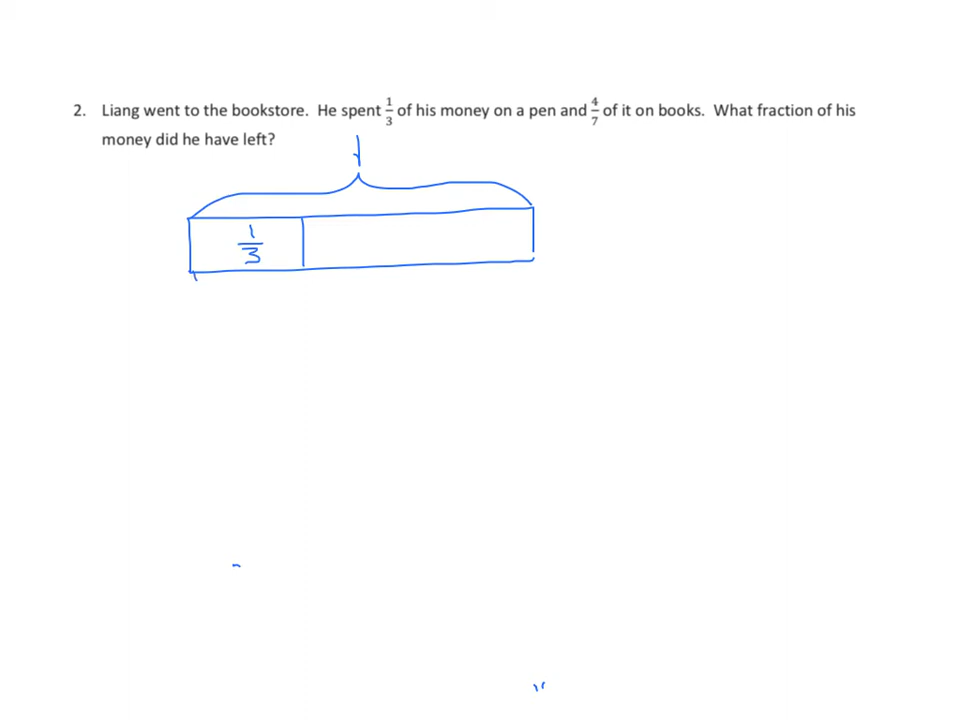 2. Liang went to the bookstore. He spent 1/3 of his money on a pen and 4/7 of it on books. What fraction of his
money did he have left?
1
1/3